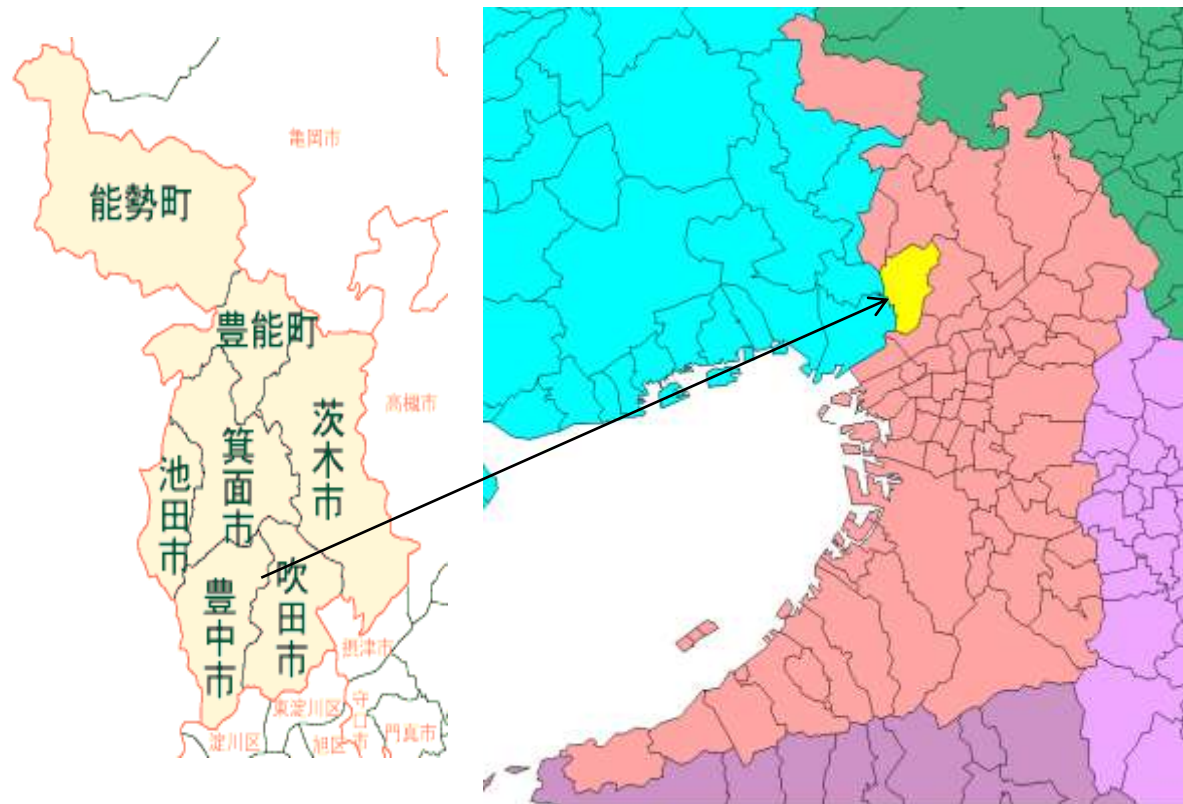 亀岡市
能勢町
豊能町
高槻市
茨木市
箕面市
池田市
吹田市
豊中市
摂津市
東淀川区
守口市
門真市
淀川区
旭区